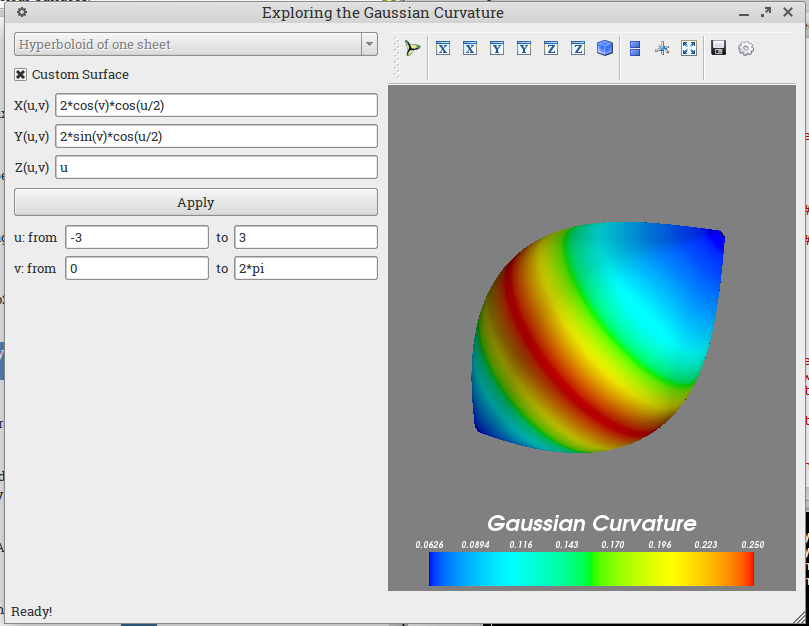 Exploring the Gaussian Curvature
Hyperboloid of one sheet
Custom Surface
X(u,v) 2*cos(v)*cos(u/2)
Y(u,v) 2*sin(v)*cos(u/2)
Z(u,v) u
Apply
u: from -3 to 3
v: from 0 to 2*pi
X X Y Y Z Z
Gaussian Curvature
0.0626 0.0894 0.116 0.143 0.170 0.196 0.223 0.250
Ready!